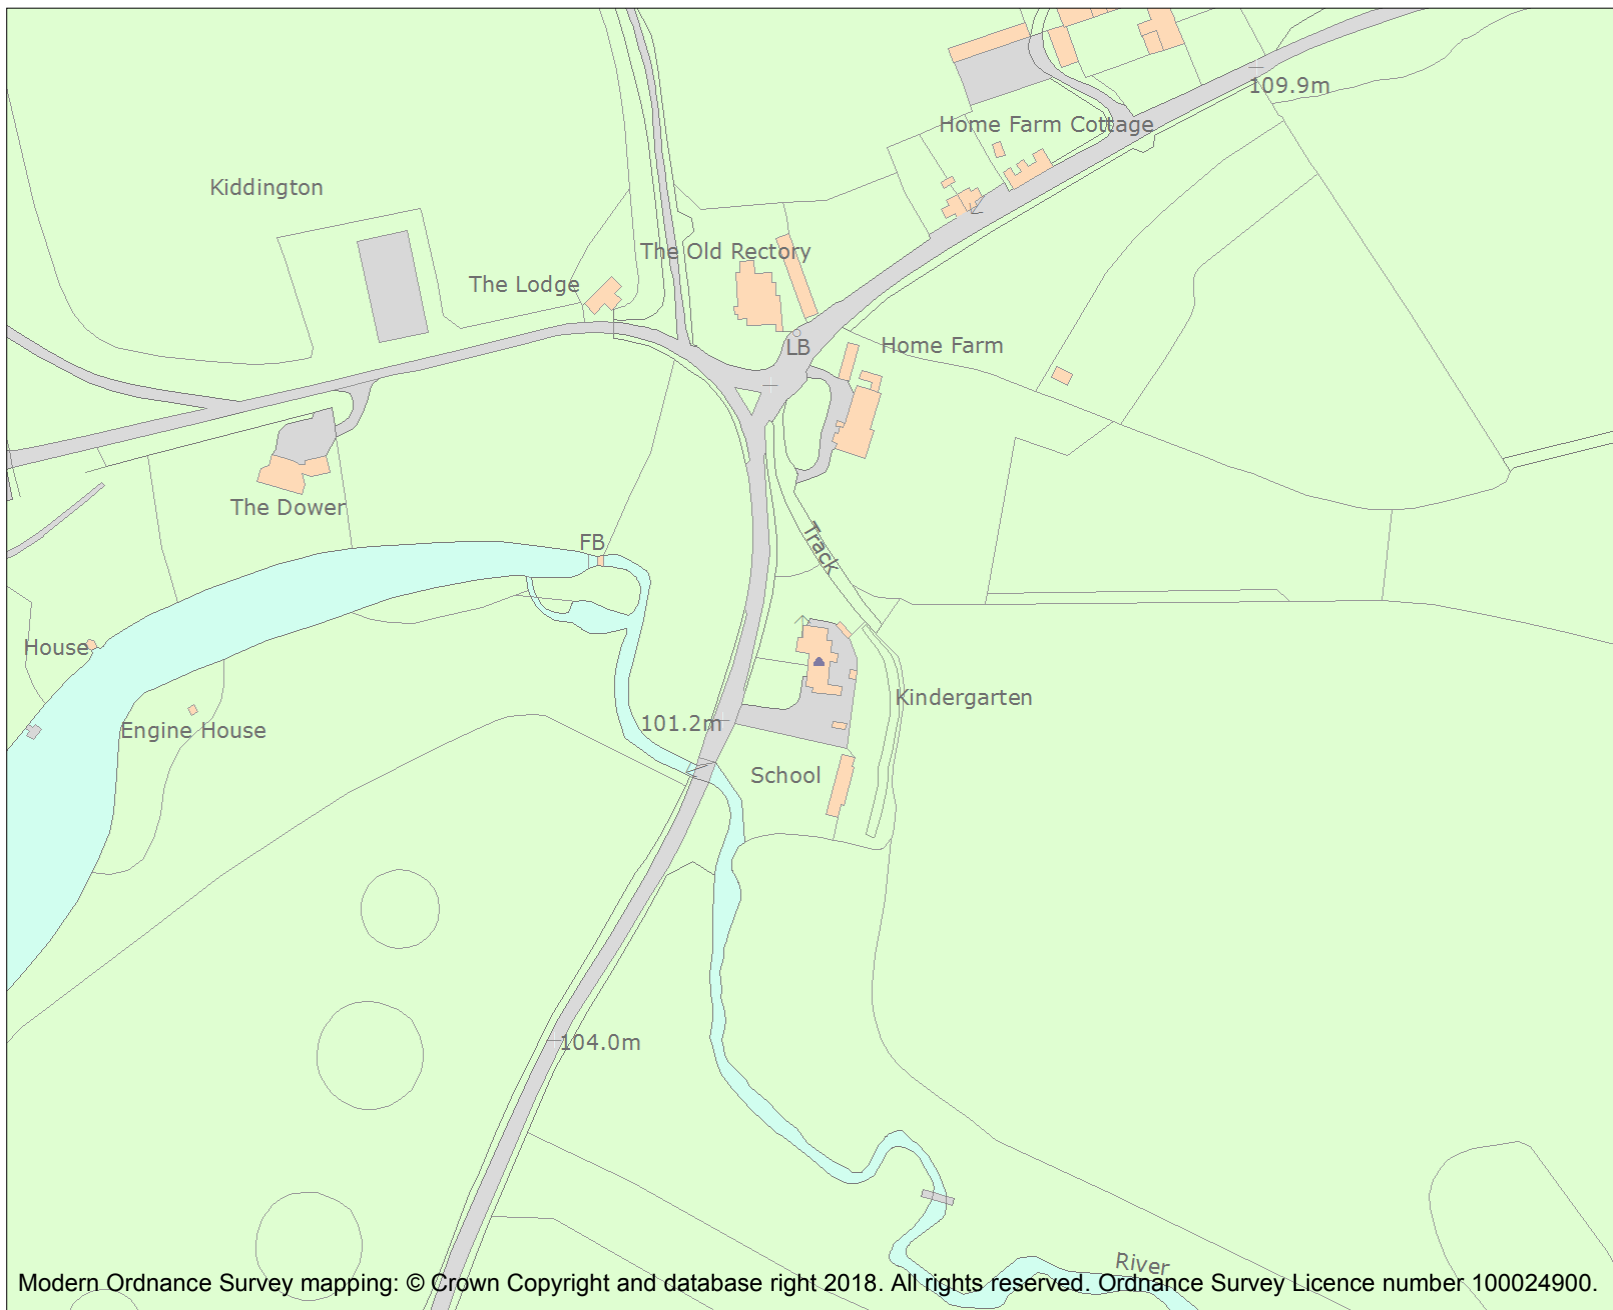 109.9m
Home Farm Cottage
Kiddington
The Old Rectory
The Lodge
LB
Home Farm
The Dower
Track
FB
House
Kindergarten
101.2m
Engine House
School
104.0m
River
Modern Ordnance Survey mapping: © Crown Copyright and database right 2018. All rights reserved. Ordnance Survey Licence number 100024900.